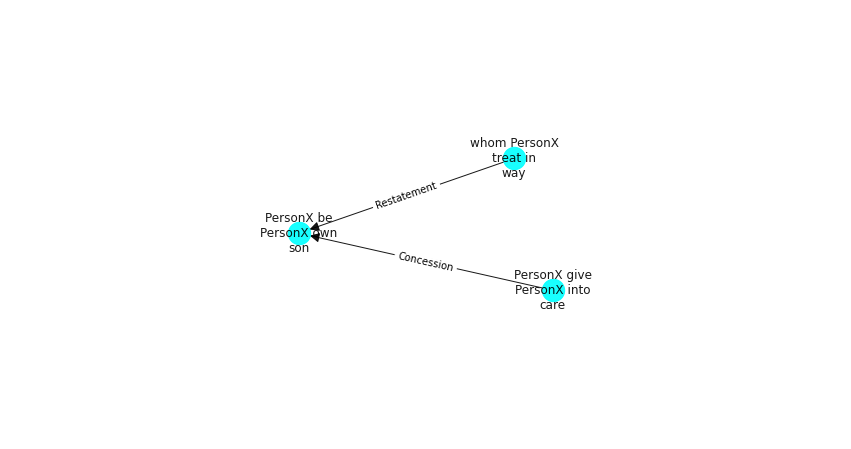 whom PersonX
treat in
way
Restatement
PersonX be
PersonX own
son
Concession
PersonX give
PersonX into
care